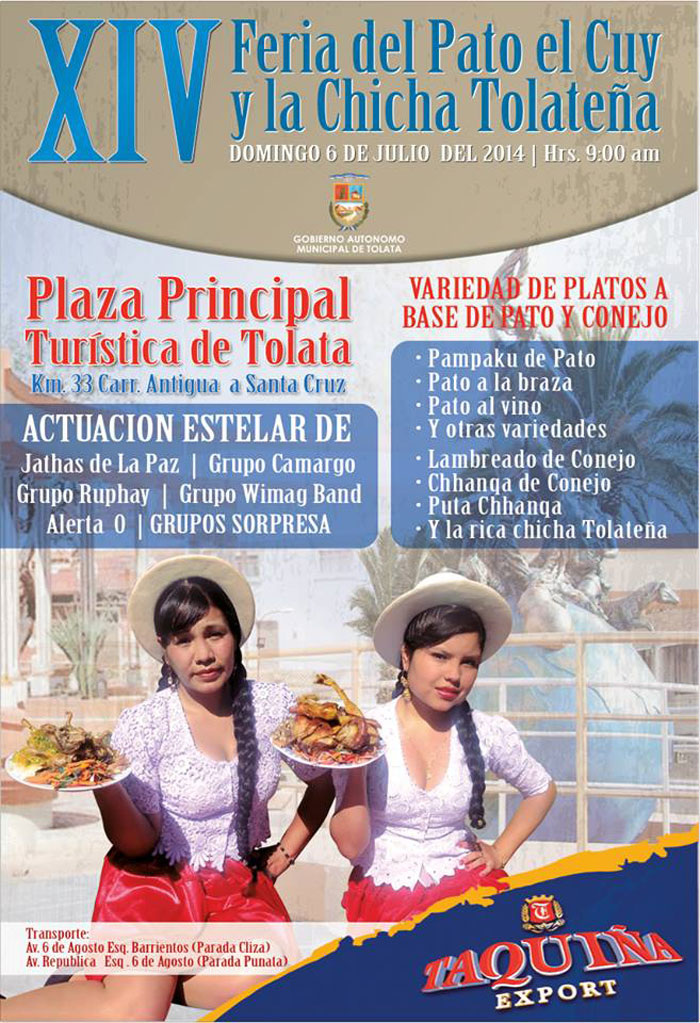 XIV
Feria del Pato el Cuy
y la Chicha Tolateña
DOMINGO 6 DE JULIO DEL 2014 | Hrs. 9:00 am
GOBIERNO AUTONOMO
MUNICIPAL DE TOLATA
Plaza Principal
Turística de Tolata
Km. 33 Carr. Antigua a Santa Cruz
ACTUACION ESTELAR DE
Jathas de La Paz | Grupo Camargo
Grupo Ruphay | Grupo Wimag Band
Alerta O | GRUPOS SORPRESA
VARIEDAD DE PLATOS A
BASE DE PATO Y CONEJO
· Pampaku de Pato
· Pato a la braza
· Pato al vino
· Y otras variedades
· Lambreado de Conejo
· Chhanqa de Conejo
· Puta Chhanqa
· Y la rica chicha Tolateña
Transporte:
Av. 6 de Agosto Esq. Barrientos (Parada Cliza)
Av. Republica Esq . 6 de Agosto (Parada Punata)
T
TAQUIÑA
EXPORT